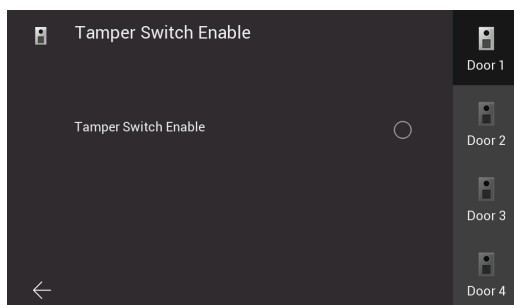 Tamper Switch Enable
Door 1
Tamper Switch Enable
Door 2
Door 3
Door 4